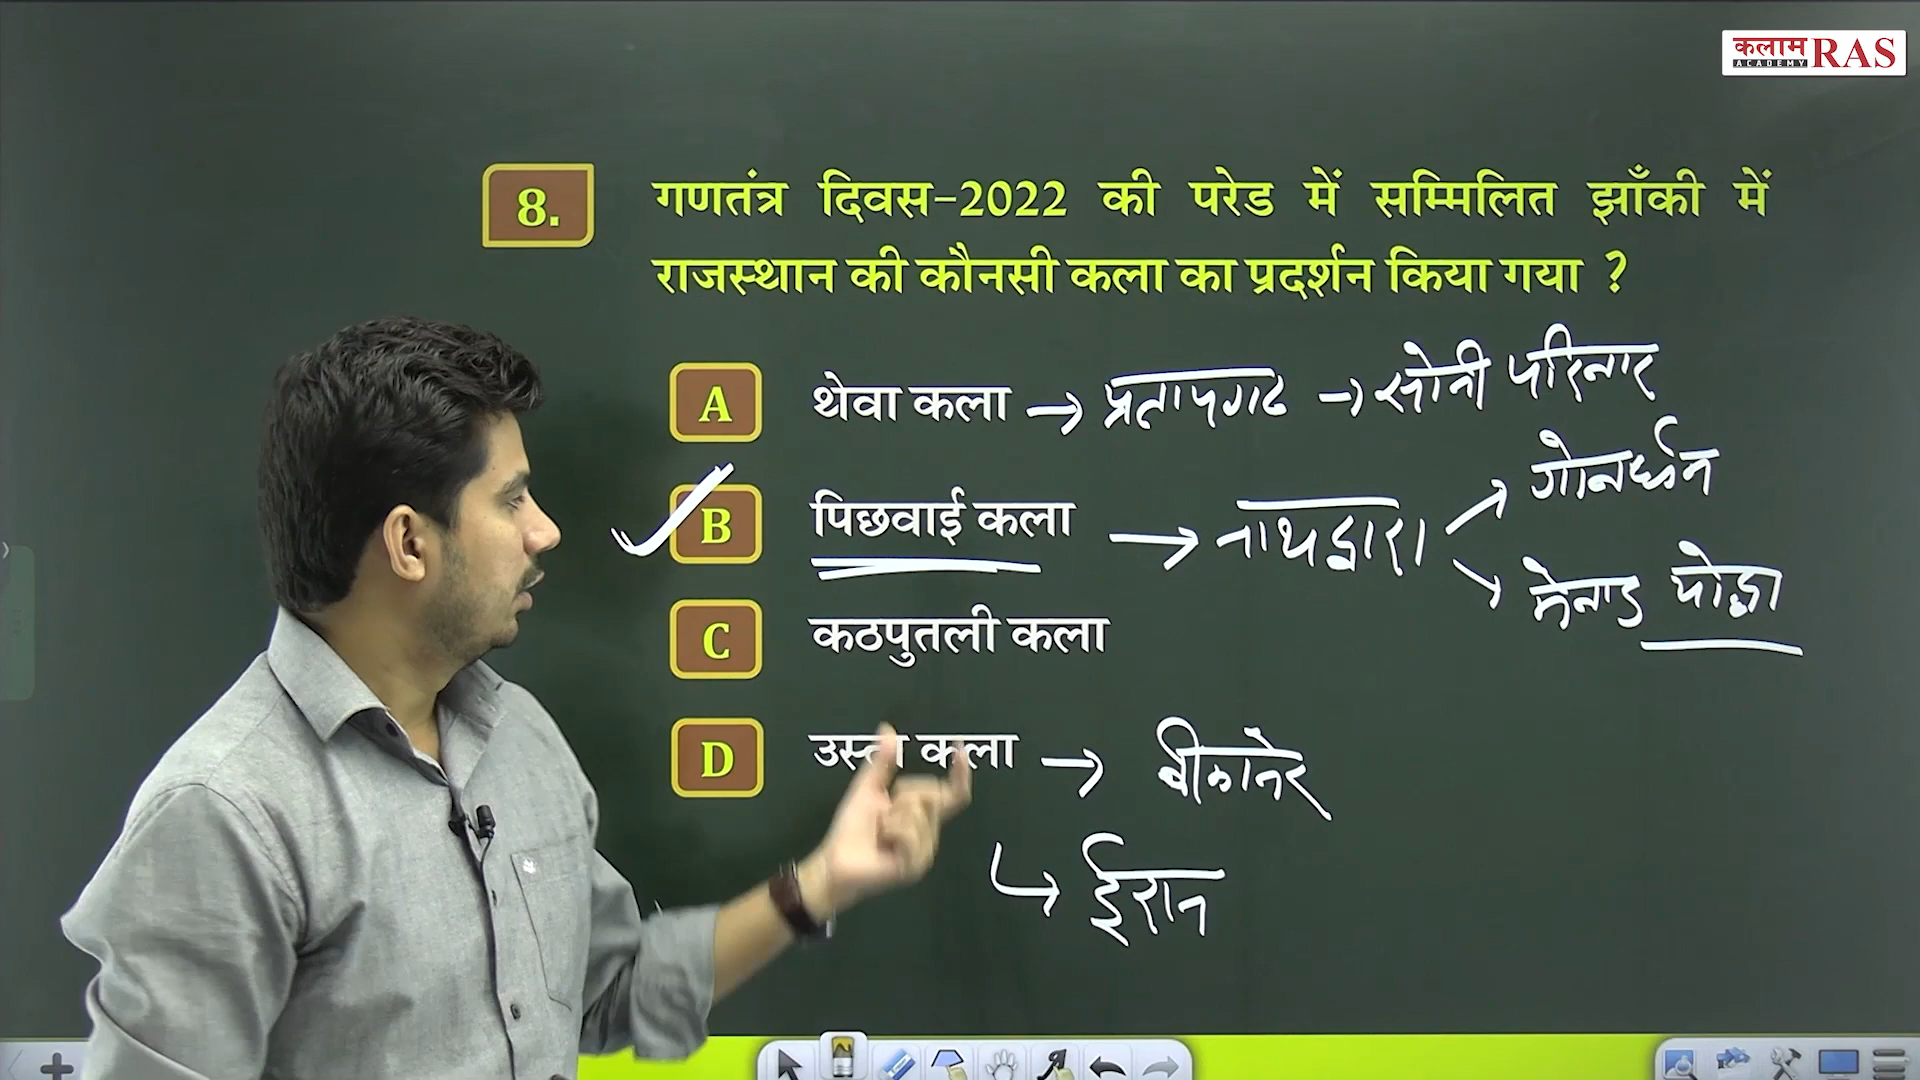 कलाम RAS
ACADEMY
8.
गणतंत्र दिवस-2022 की परेड में सम्मिलित झाँकी में
राजस्थान की कौनसी कला का प्रदर्शन किया गया ?
A थेवा कला → प्रतापगढ → सोनी परिवार
B पिछवाई कला → नाथद्वारा
गोवर्धन
C कठपुतली कला
D उस्ता कला → बीकानेर
↳ ईरान